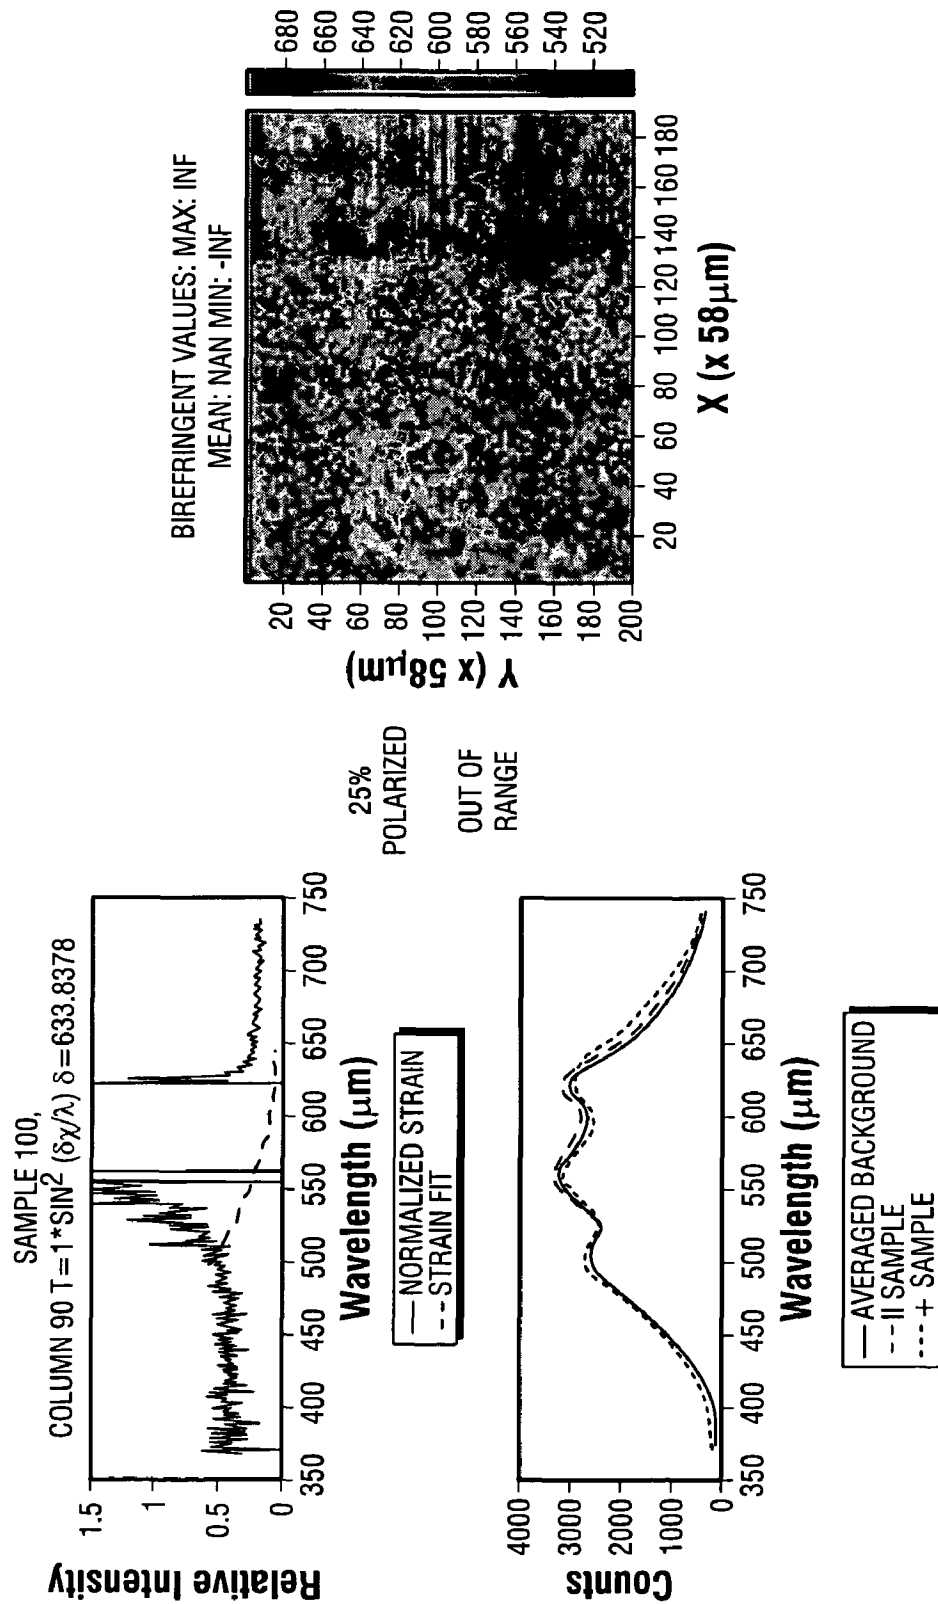 SAMPLE 100,
COLUMN 90 T=1*SIN² (δχ/λ) δ=633.8378
Relative Intensity
1.5
1
0.5
0
350 400 450 500 550 600 650 700 750
Wavelength (μm)
NORMALIZED STRAIN
STRAIN FIT
25%
POLARIZED
OUT OF
RANGE
Counts
4000
3000
2000
1000
0
350 400 450 500 550 600 650 700 750
Wavelength (μm)
AVERAGED BACKGROUND
II SAMPLE
+ SAMPLE
BIREFRINGENT VALUES: MAX: INF
MEAN: NAN MIN: -INF
Y (x 58μm)
20
40
60
80
100
120
140
160
180
200
20 40 60 80 100 120 140 160 180
X (x 58μm)
680
660
640
620
600
580
560
540
520